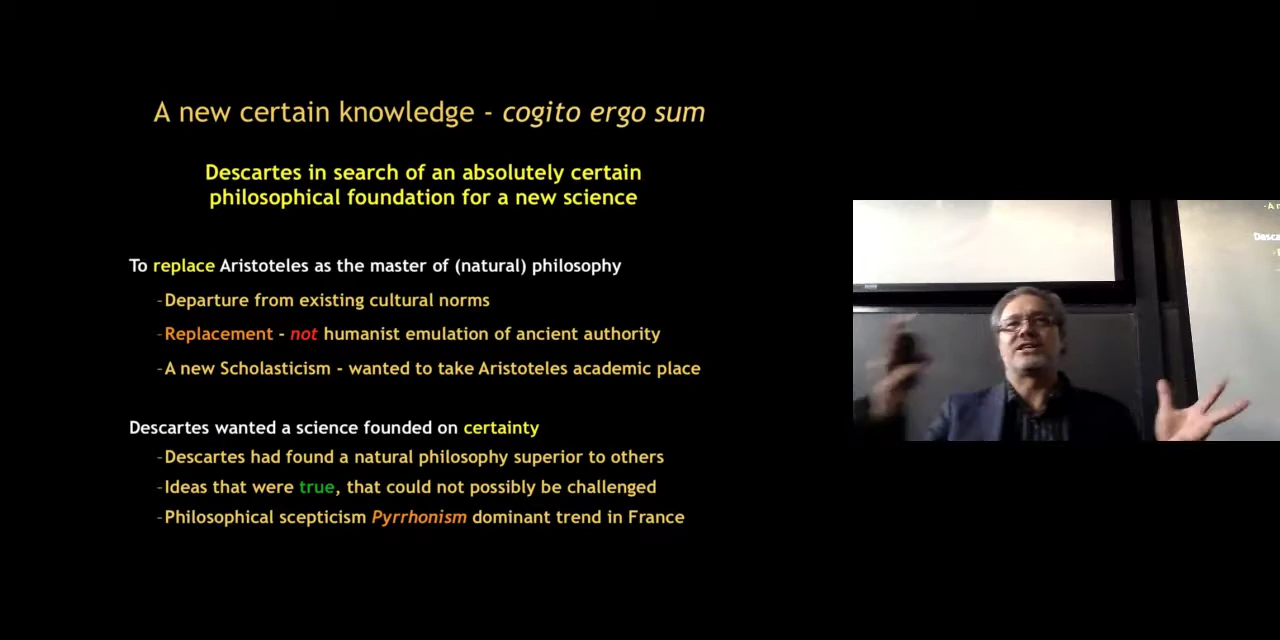 A new certain knowledge - cogito ergo sum
Descartes in search of an absolutely certain
philosophical foundation for a new science
To replace Aristoteles as the master of (natural) philosophy
-Departure from existing cultural norms
-Replacement - not humanist emulation of ancient authority
-A new Scholasticism - wanted to take Aristoteles academic place
Descartes wanted a science founded on certainty
-Descartes had found a natural philosophy superior to others
-Ideas that were true, that could not possibly be challenged
-Philosophical scepticism Pyrrhonism dominant trend in France